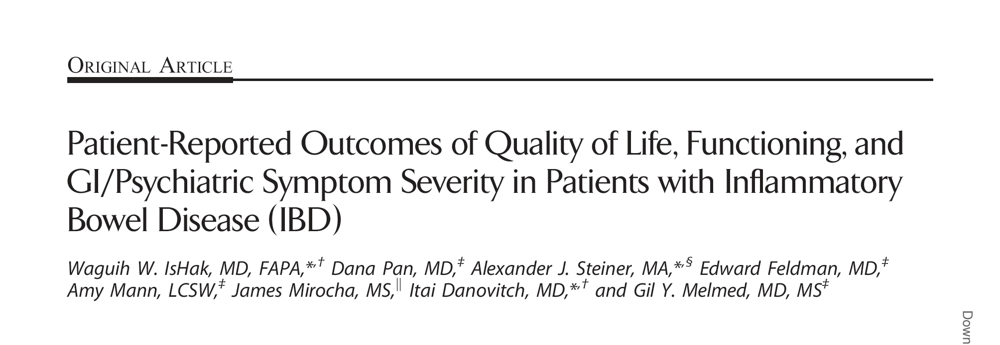 ORIGINAL ARTICLE
Patient-Reported Outcomes of Quality of Life, Functioning, and
GI/Psychiatric Symptom Severity in Patients with Inflammatory
Bowel Disease (IBD)
Waguih W. IsHak, MD, FAPA,*,† Dana Pan, MD,‡ Alexander J. Steiner, MA,*,§ Edward Feldman, MD,‡
Amy Mann, LCSW,‡ James Mirocha, MS,‖ Itai Danovitch, MD,*,† and Gil Y. Melmed, MD, MS‡
Down